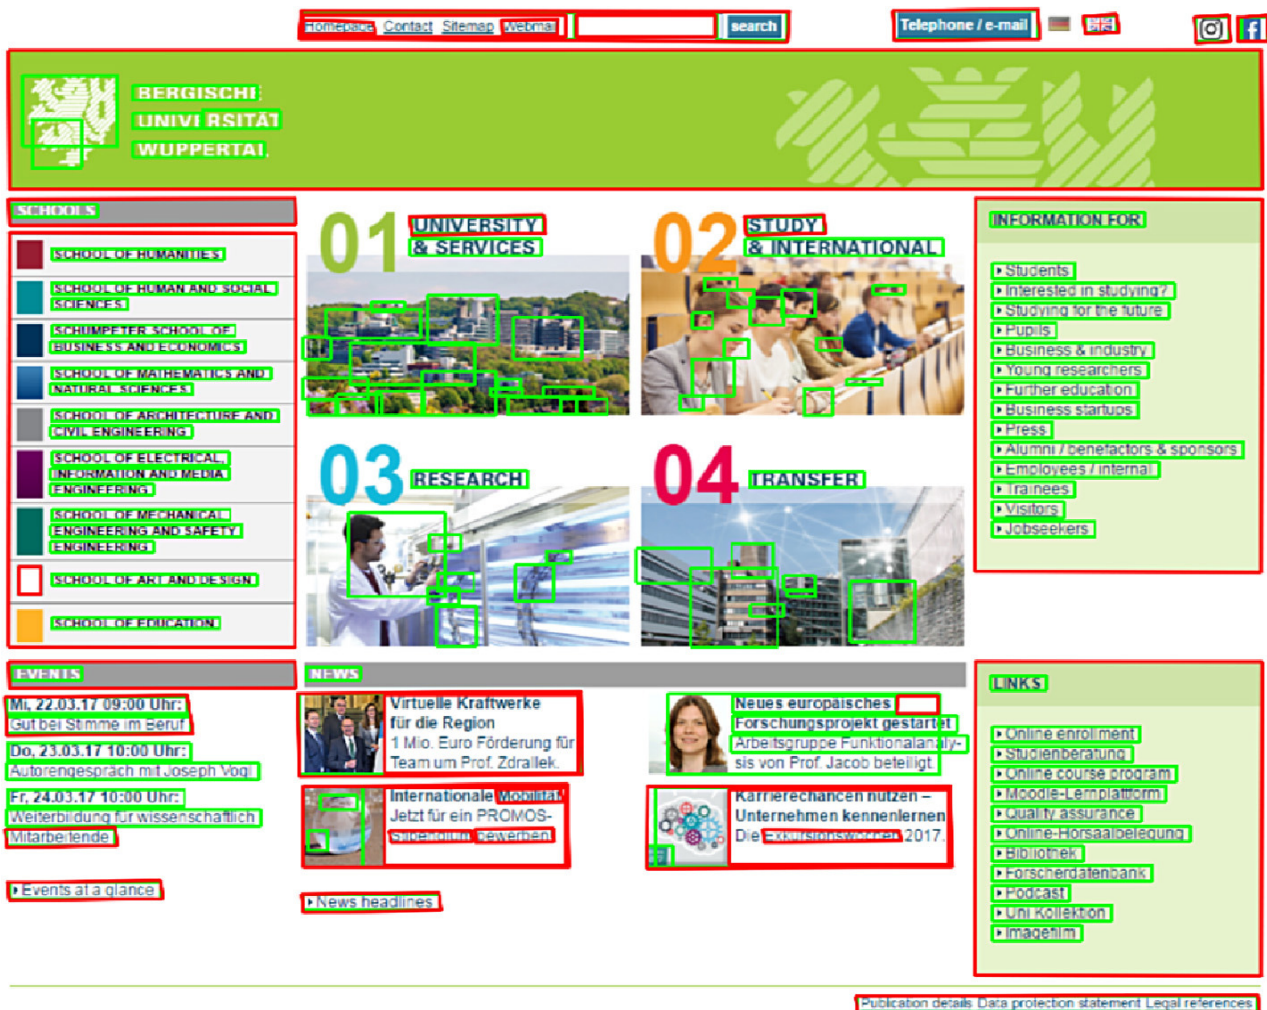 Homepage Contact Sitemap Webmail search Telephone / e-mail
BERGISCHE
UNIVERSITÄT
WUPPERTAL
SCHOOLS
SCHOOL OF HUMANITIES
SCHOOL OF HUMAN AND SOCIAL
SCIENCES
SCHUMPETER SCHOOL OF
BUSINESS AND ECONOMICS
SCHOOL OF MATHEMATICS AND
NATURAL SCIENCES
SCHOOL OF ARCHITECTURE AND
CIVIL ENGINEERING
SCHOOL OF ELECTRICAL,
INFORMATION AND MEDIA
ENGINEERING
SCHOOL OF MECHANICAL
ENGINEERING AND SAFETY
ENGINEERING
SCHOOL OF ART AND DESIGN
SCHOOL OF EDUCATION
01 UNIVERSITY
& SERVICES
02 STUDY
& INTERNATIONAL
03 RESEARCH
04 TRANSFER
INFORMATION FOR
Students
Interested in studying?
Studying for the future
Pupils
Business & industry
Young researchers
Further education
Business startups
Press
Alumni / benefactors & sponsors
Employees / internal
Trainees
Visitors
Jobseekers
EVENTS
Mi, 22.03.17 09:00 Uhr:
Gut bei Stimme im Beruf
Do, 23.03.17 10:00 Uhr:
Autorengespräch mit Joseph Vogl
Fr, 24.03.17 10:00 Uhr:
Weiterbildung für wissenschaftlich
Mitarbeitende
Events at a glance
NEWS
Virtuelle Kraftwerke
für die Region
1 Mio. Euro Förderung für
Team um Prof. Zdrallek.
Neues europäisches
Forschungsprojekt gestartet
Arbeitsgruppe Funktionalanaly-
sis von Prof. Jacob beteiligt.
Internationale Mobilität
Jetzt für ein PROMOS-
Stipendium bewerben.
Karrierechancen nutzen –
Unternehmen kennenlernen
Die Exkursionswochen 2017.
News headlines
LINKS
Online enrollment
Studienberatung
Online course program
Moodle-Lernplattform
Quality assurance
Online-Hörsaalbelegung
Bibliothek
Forscherdatenbank
Podcast
Uni Kollektion
Imagefilm
Publication details Data protection statement Legal references